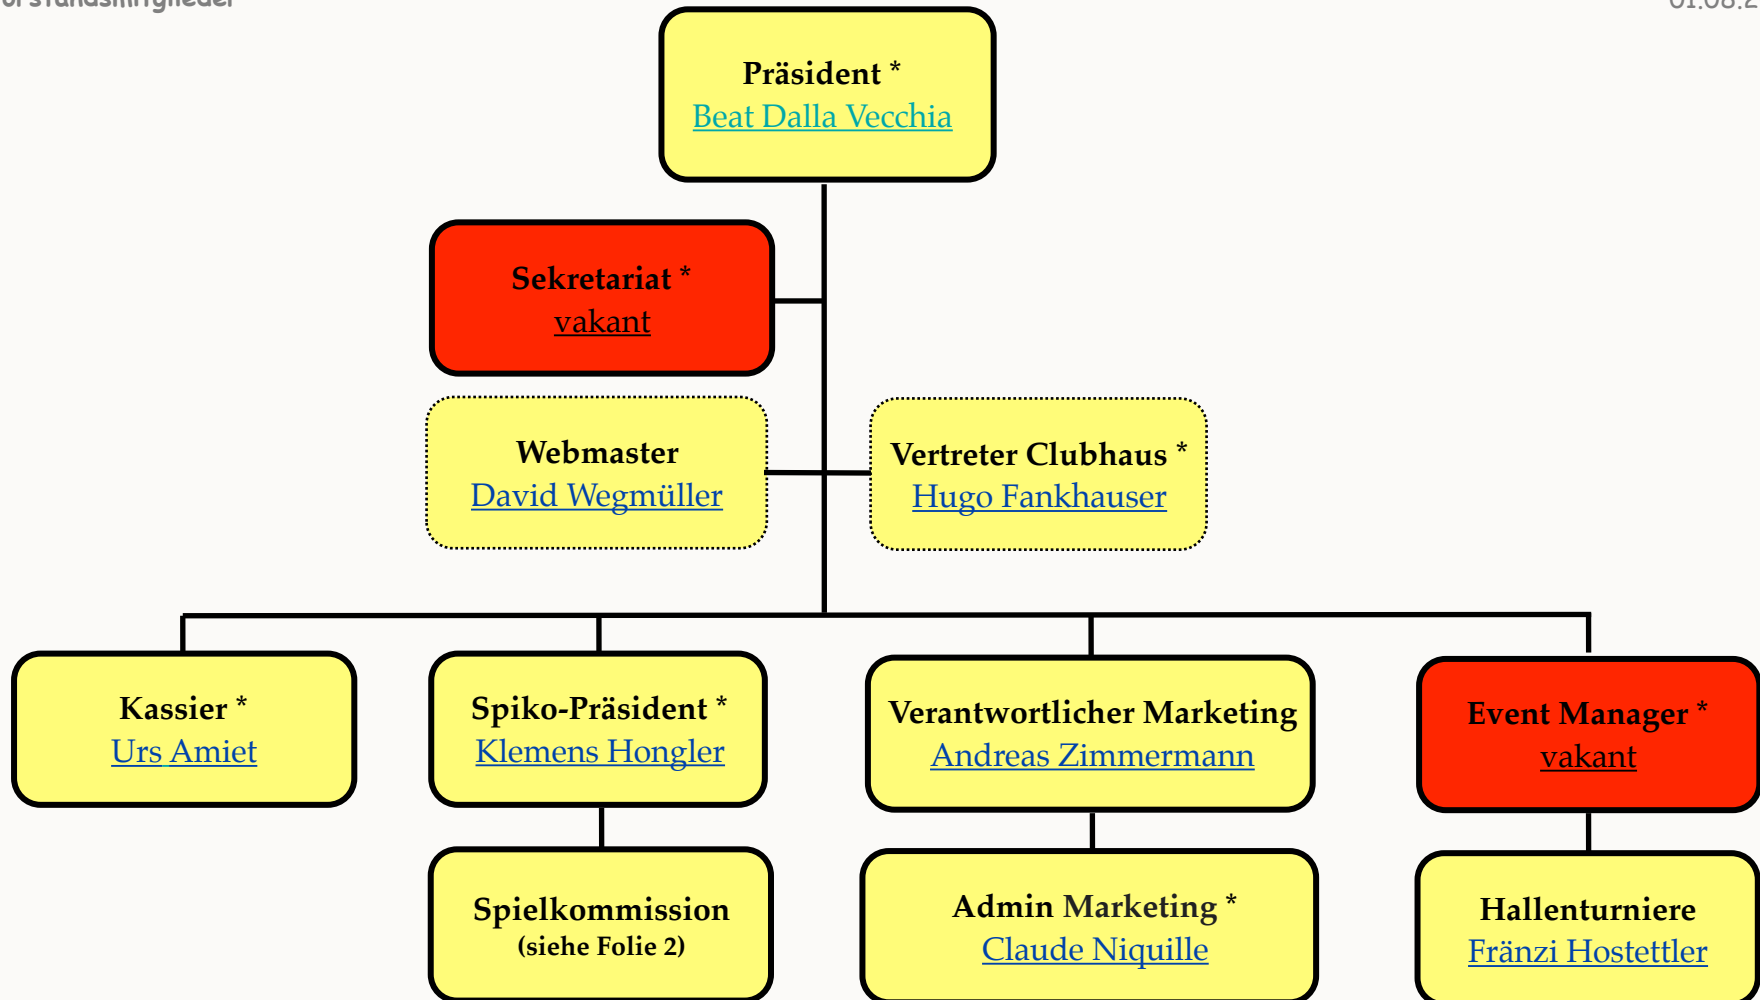 Präsident *
Beat Dalla Vecchia
Sekretariat *
vakant
Webmaster
David Wegmüller
Vertreter Clubhaus *
Hugo Fankhauser
Kassier *
Urs Amiet
Spiko-Präsident *
Klemens Hongler
Verantwortlicher Marketing
Andreas Zimmermann
Event Manager *
vakant
Spielkommission
(siehe Folie 2)
Admin Marketing *
Claude Niquille
Hallenturniere
Fränzi Hostettler